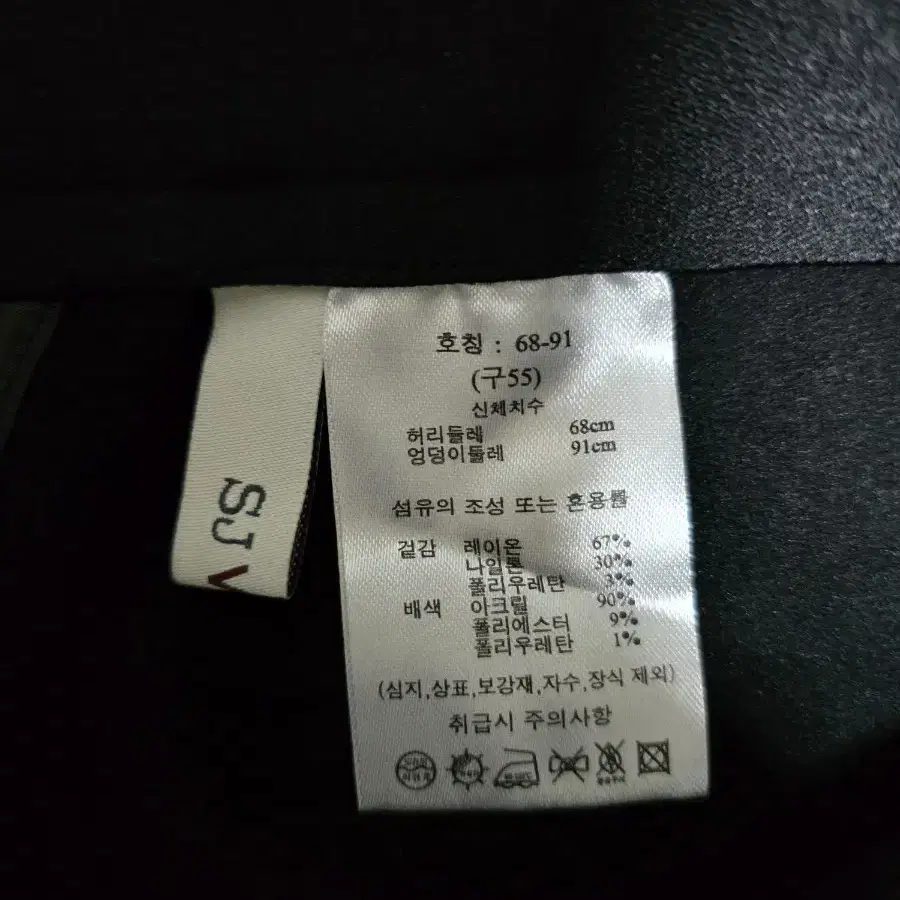 SJ
호칭 : 68-91
(구55)
신체치수
허리둘레 68cm
엉덩이둘레 91cm
섬유의 조성 또는 혼용률
겉감 레이온 67%
나일론 30%
폴리우레탄 3%
배색 아크릴 90%
폴리에스터 9%
폴리우레탄 1%
(심지,상표,보강재,자수,장식 제외)
취급시 주의사항